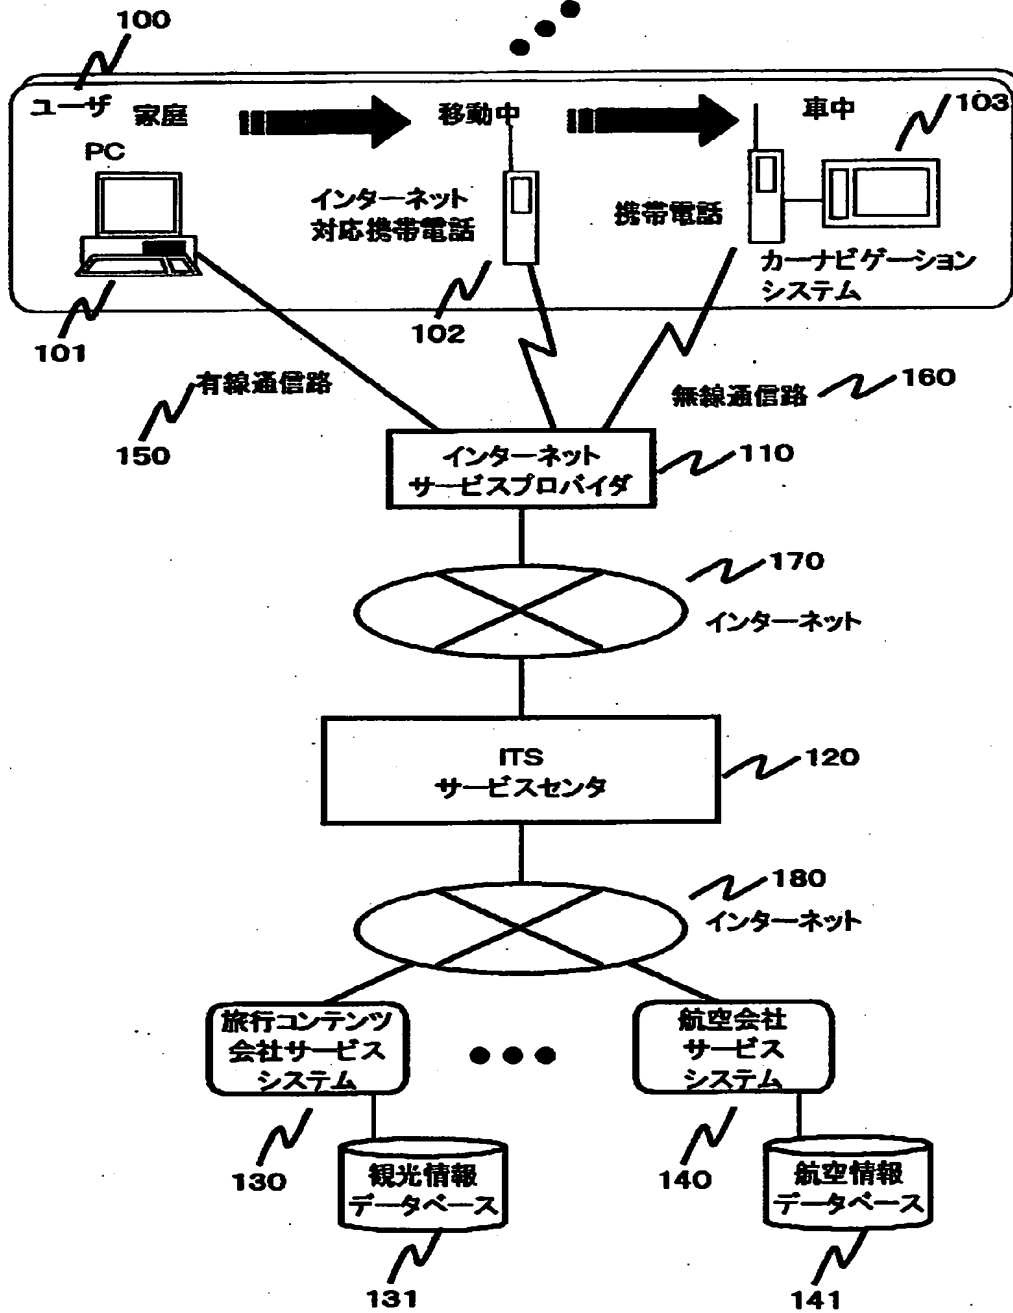 100
ユーザ
家庭
移動中
車中
103
PC
インターネット
対応携帯電話
携帯電話
カーナビゲーション
システム
101
102
有線通信路
無線通信路
160
150
インターネット
サービスプロバイダ
110
170
インターネット
ITS
サービスセンタ
120
180
インターネット
旅行コンテンツ
会社サービス
システム
航空会社
サービス
システム
130
140
観光情報
データベース
航空情報
データベース
131
141